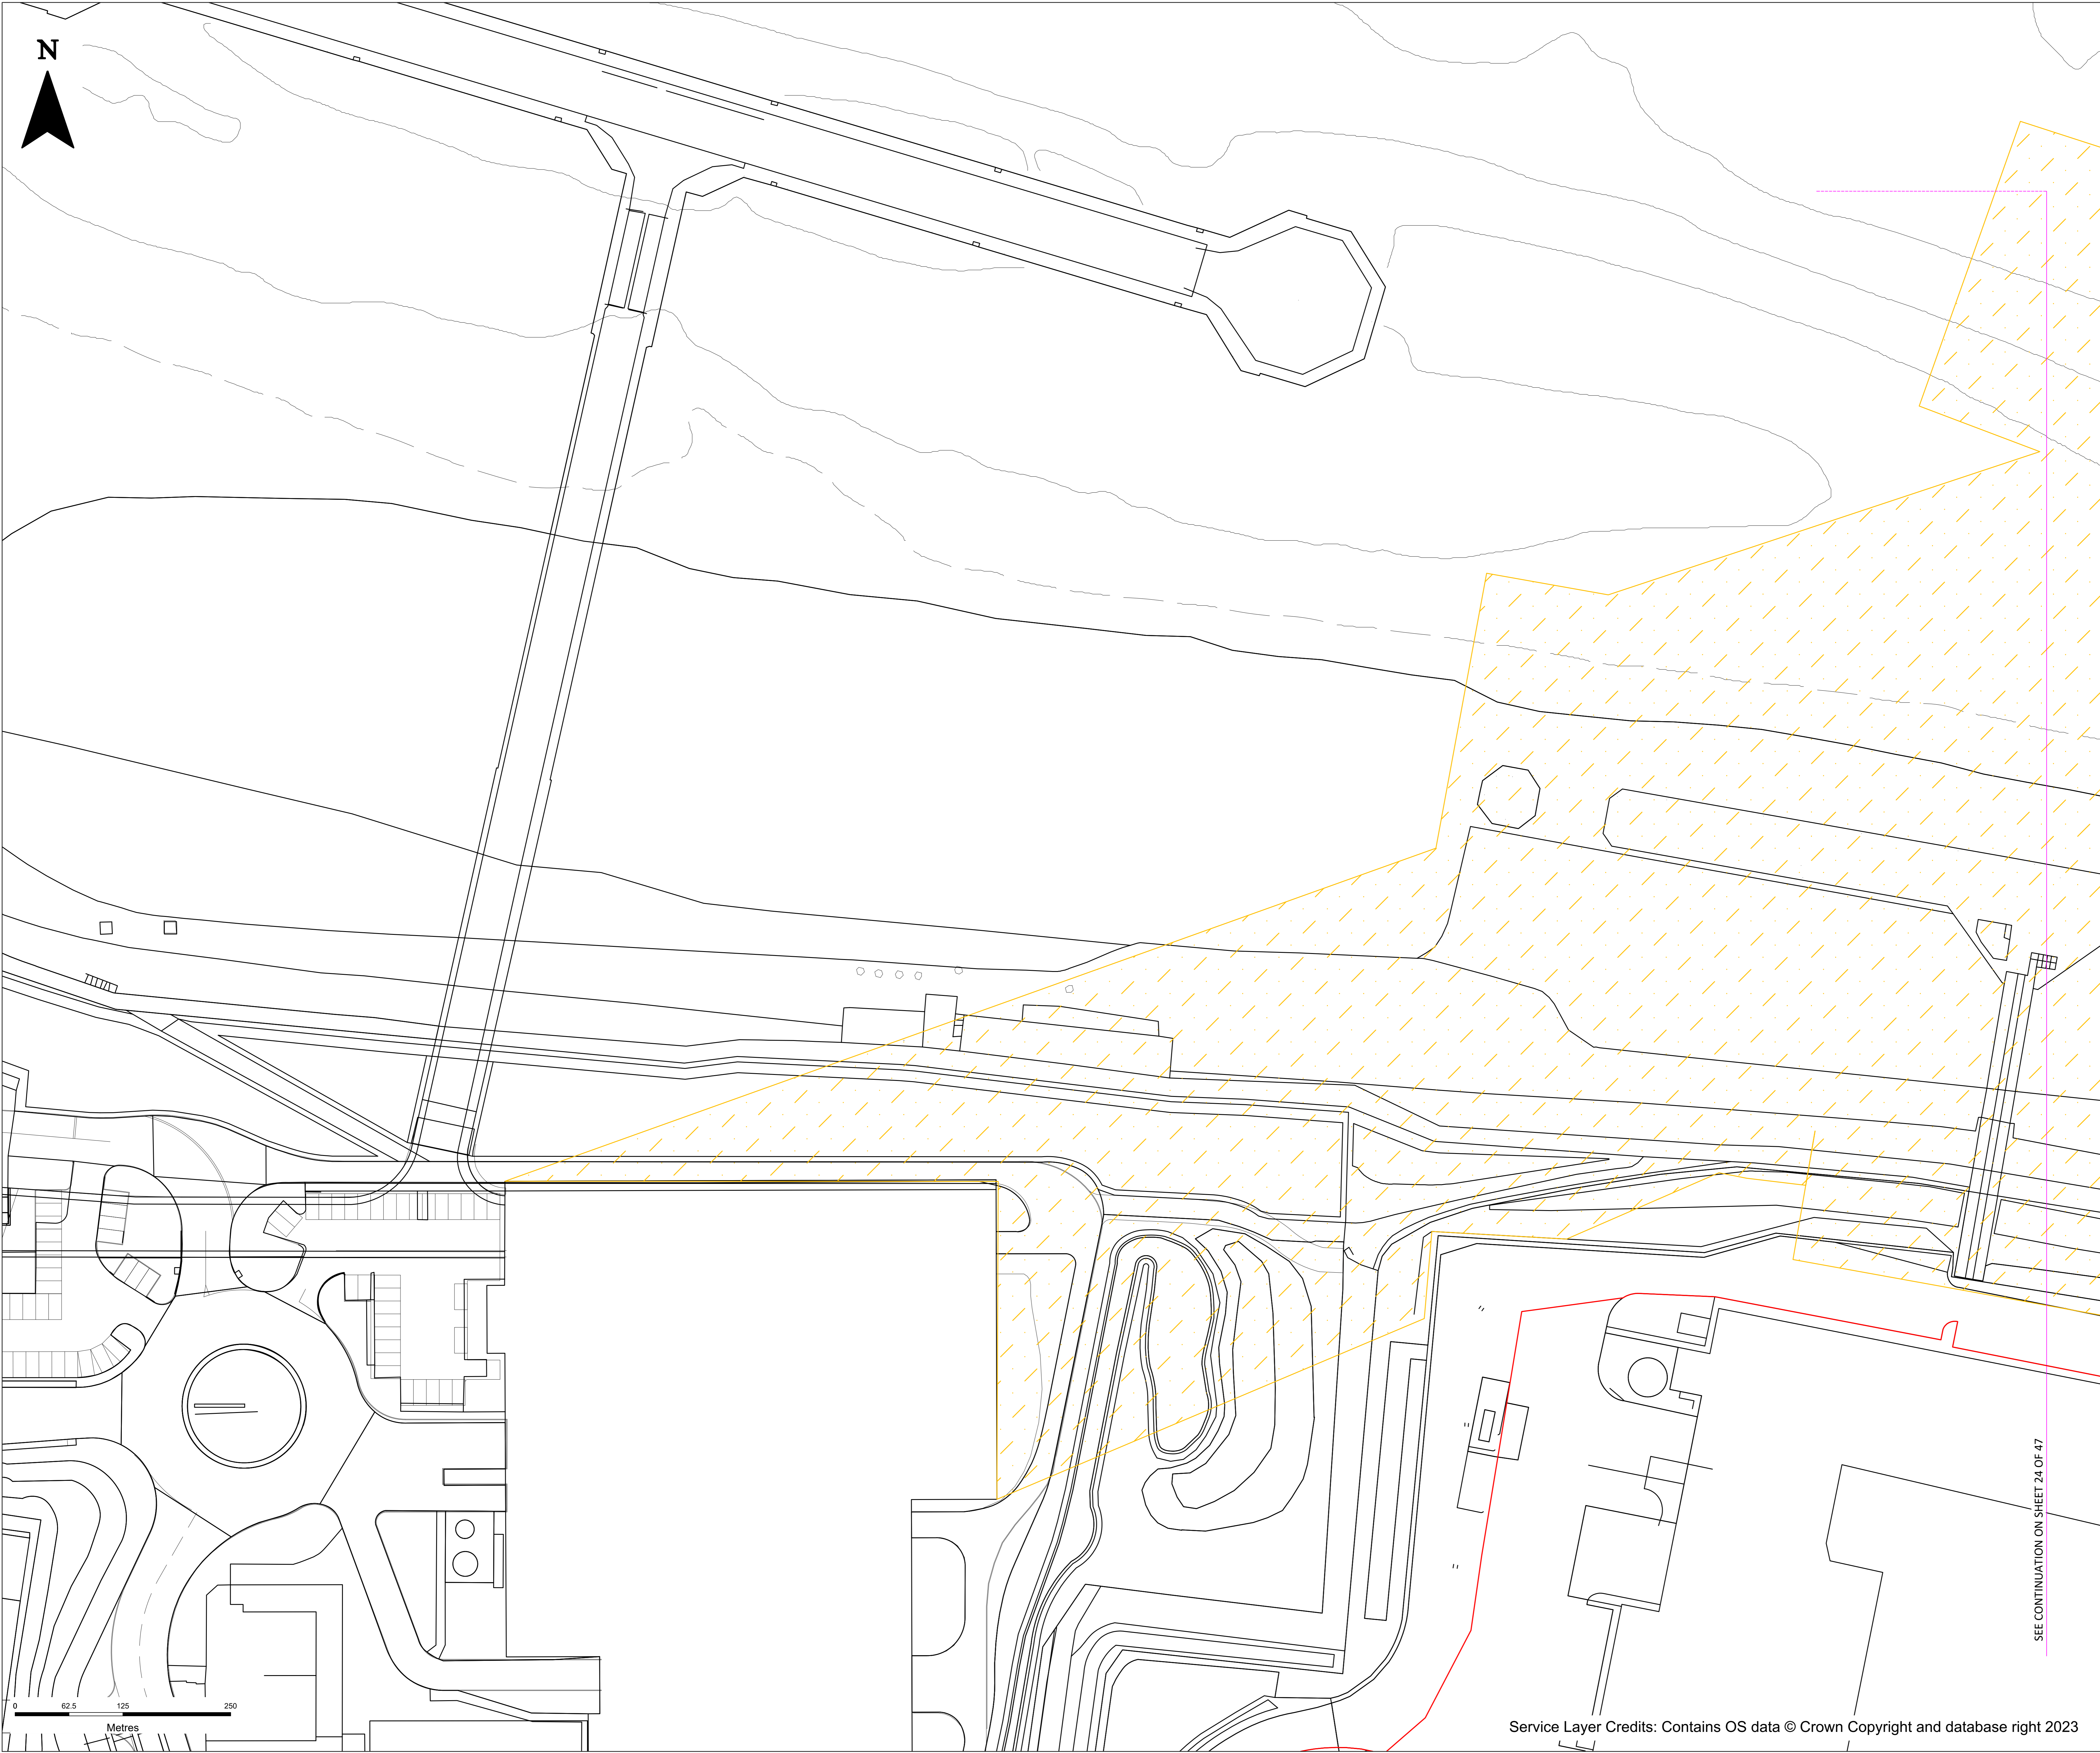 N
SEE CONTINUATION ON SHEET 24 OF 47
0 62.5 125 250
Metres
Service Layer Credits: Contains OS data © Crown Copyright and database right 2023